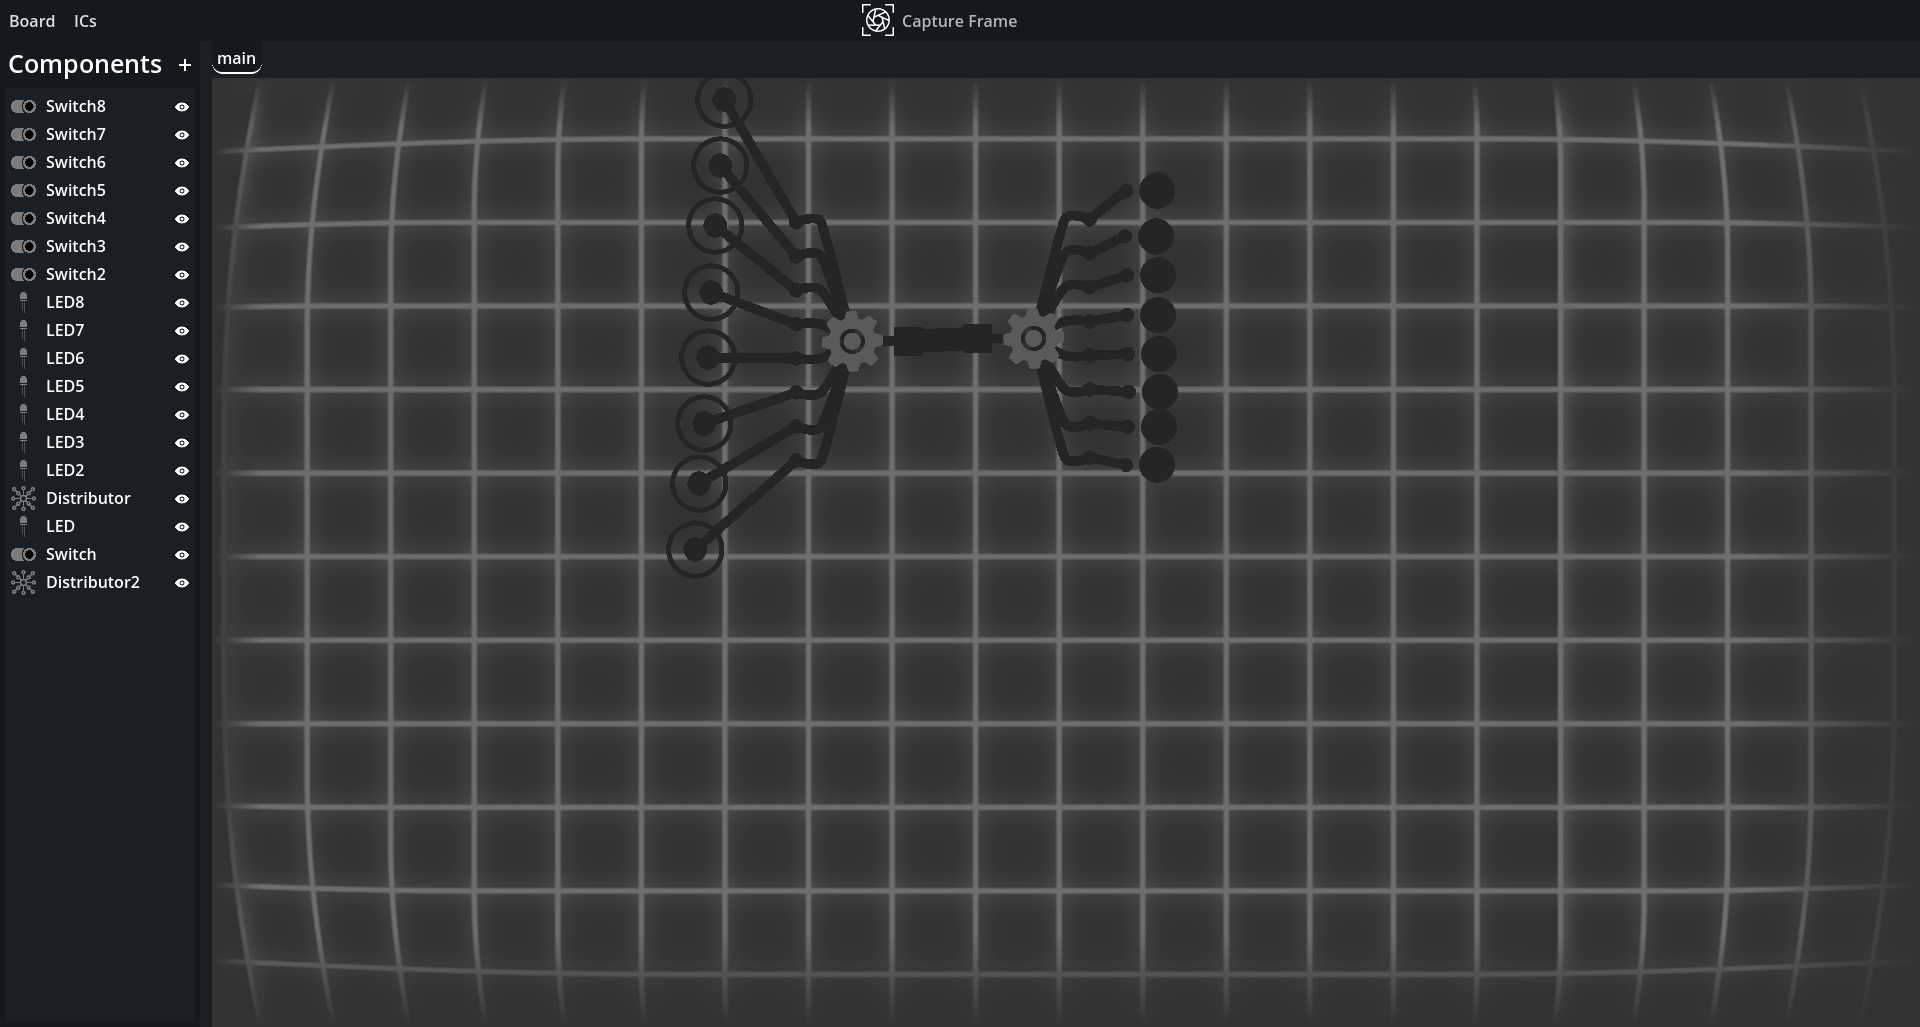 Board ICs
Capture Frame
Components +
main
Switch8
Switch7
Switch6
Switch5
Switch4
Switch3
Switch2
LED8
LED7
LED6
LED5
LED4
LED3
LED2
Distributor
LED
Switch
Distributor2